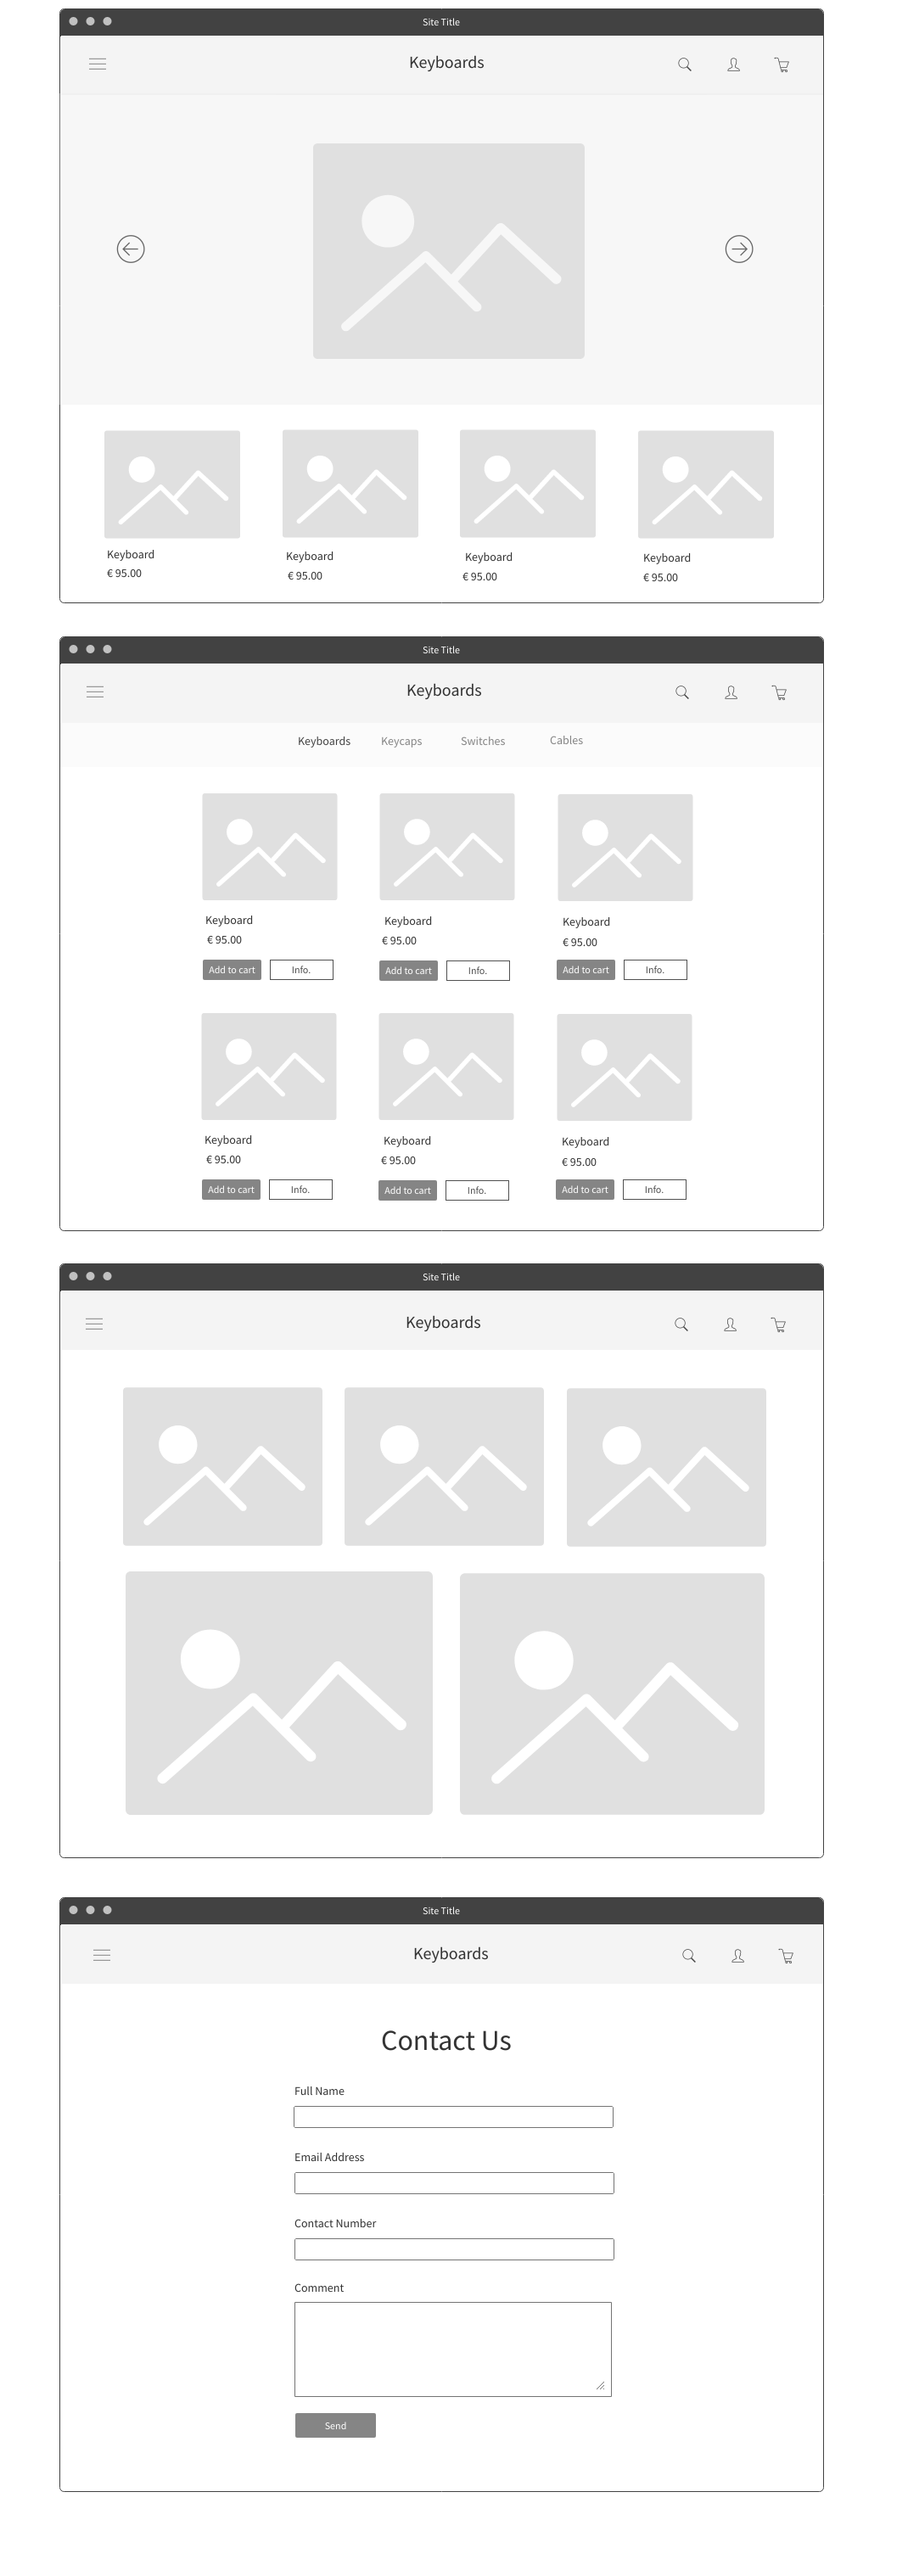 Site Title
Keyboards
Keyboard Keyboard Keyboard Keyboard
€ 95.00 € 95.00 € 95.00 € 95.00
Site Title
Keyboards
Keyboards Keycaps Switches Cables
Keyboard Keyboard Keyboard
€ 95.00 € 95.00 € 95.00
Add to cart Info. Add to cart Info. Add to cart Info.
Keyboard Keyboard Keyboard
€ 95.00 € 95.00 € 95.00
Add to cart Info. Add to cart Info. Add to cart Info.
Site Title
Keyboards
Site Title
Keyboards
Contact Us
Full Name
Email Address
Contact Number
Comment
Send